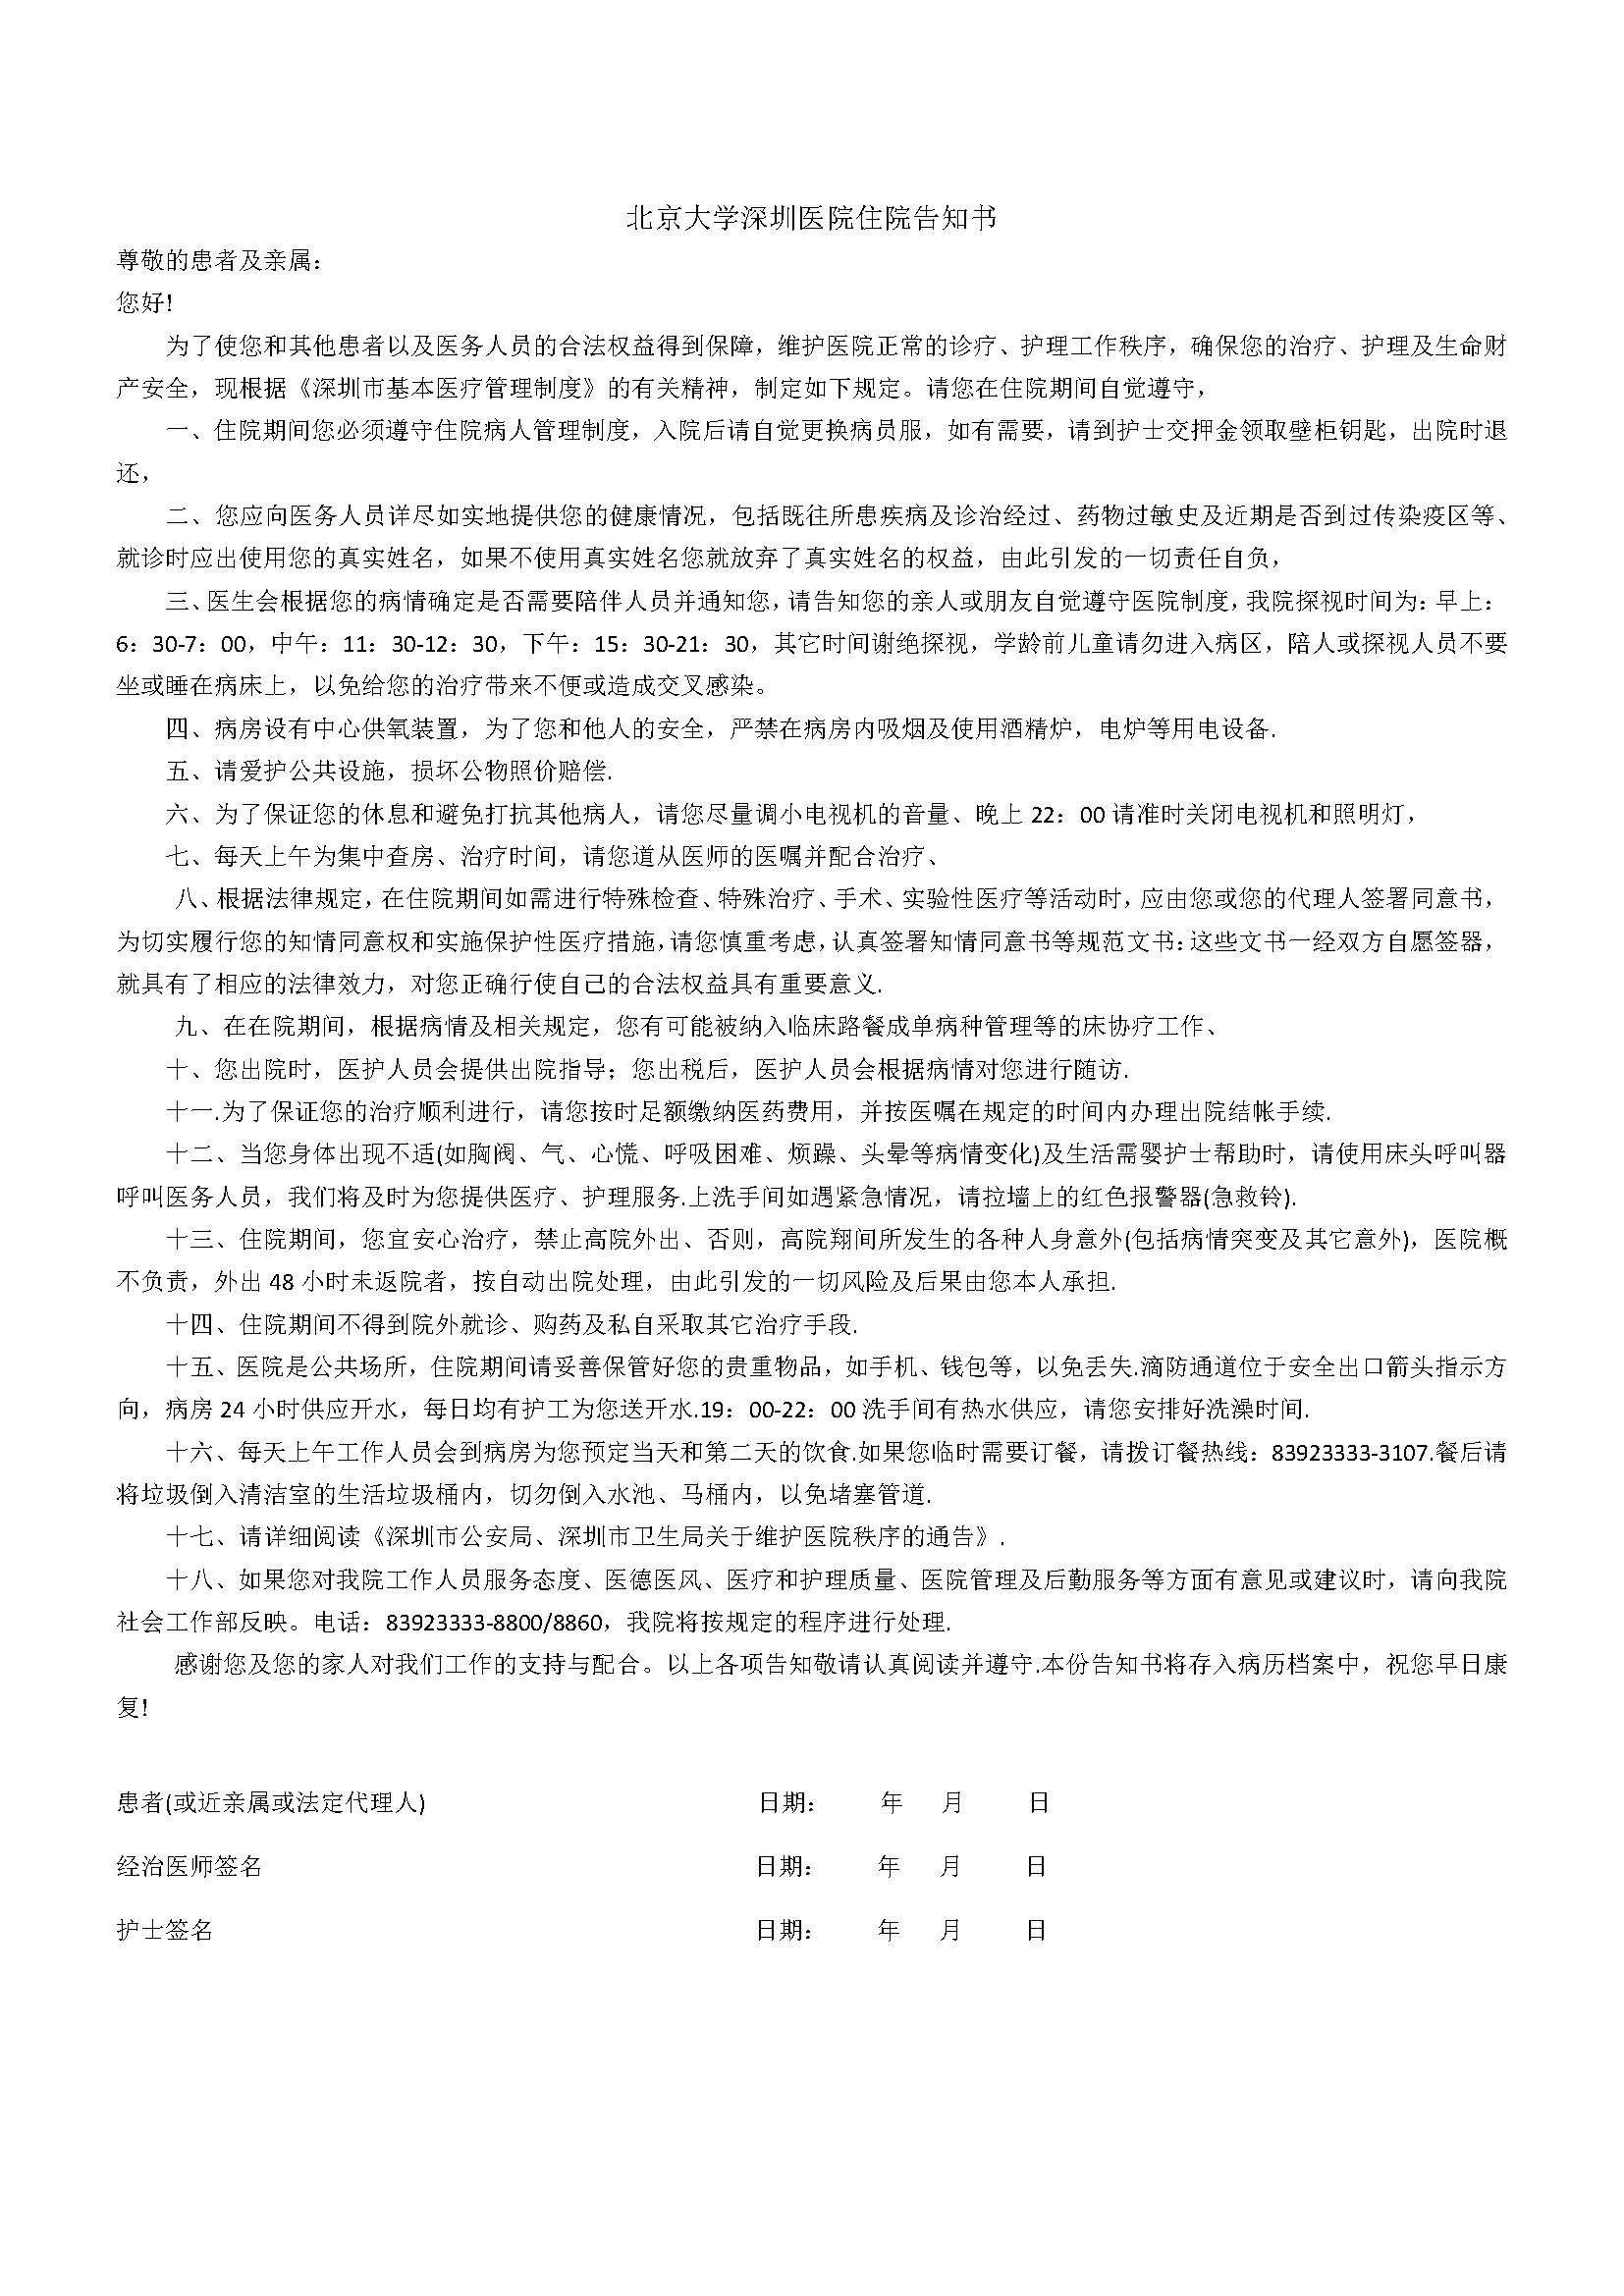 北京大学深圳医院住院告知书
尊敬的患者及亲属：
您好!
为了使您和其他患者以及医务人员的合法权益得到保障，维护医院正常的诊疗、护理工作秩序，确保您的治疗、护理及生命财
产安全，现根据《深圳市基本医疗管理制度》的有关精神，制定如下规定。请您在住院期间自觉遵守，
一、住院期间您必须遵守住院病人管理制度，入院后请自觉更换病员服，如有需要，请到护士交押金领取壁柜钥匙，出院时退
还，
二、您应向医务人员详尽如实地提供您的健康情况，包括既往所患疾病及诊治经过、药物过敏史及近期是否到过传染疫区等、
就诊时应出使用您的真实姓名，如果不使用真实姓名您就放弃了真实姓名的权益，由此引发的一切责任自负，
三、医生会根据您的病情确定是否需要陪伴人员并通知您，请告知您的亲人或朋友自觉遵守医院制度，我院探视时间为：早上：
6：30-7：00，中午：11：30-12：30，下午：15：30-21：30，其它时间谢绝探视，学龄前儿童请勿进入病区，陪人或探视人员不要
坐或睡在病床上，以免给您的治疗带来不便或造成交叉感染。
四、病房设有中心供氧装置，为了您和他人的安全，严禁在病房内吸烟及使用酒精炉，电炉等用电设备.
五、请爱护公共设施，损坏公物照价赔偿.
六、为了保证您的休息和避免打抗其他病人，请您尽量调小电视机的音量、晚上 22：00 请准时关闭电视机和照明灯，
七、每天上午为集中查房、治疗时间，请您道从医师的医嘱并配合治疗、
八、根据法律规定，在住院期间如需进行特殊检查、特殊治疗、手术、实验性医疗等活动时，应由您或您的代理人签署同意书，
为切实履行您的知情同意权和实施保护性医疗措施，请您慎重考虑，认真签署知情同意书等规范文书：这些文书一经双方自愿签器，
就具有了相应的法律效力，对您正确行使自己的合法权益具有重要意义.
九、在在院期间，根据病情及相关规定，您有可能被纳入临床路餐成单病种管理等的床协疗工作、
十、您出院时，医护人员会提供出院指导；您出税后，医护人员会根据病情对您进行随访.
十一.为了保证您的治疗顺利进行，请您按时足额缴纳医药费用，并按医嘱在规定的时间内办理出院结帐手续.
十二、当您身体出现不适(如胸阀、气、心慌、呼吸困难、烦躁、头晕等病情变化)及生活需婴护士帮助时，请使用床头呼叫器
呼叫医务人员，我们将及时为您提供医疗、护理服务.上洗手间如遇紧急情况，请拉墙上的红色报警器(急救铃).
十三、住院期间，您宜安心治疗，禁止高院外出、否则，高院翔间所发生的各种人身意外(包括病情突变及其它意外)，医院概
不负责，外出 48 小时未返院者，按自动出院处理，由此引发的一切风险及后果由您本人承担.
十四、住院期间不得到院外就诊、购药及私自采取其它治疗手段.
十五、医院是公共场所，住院期间请妥善保管好您的贵重物品，如手机、钱包等，以免丢失.滴防通道位于安全出口箭头指示方
向，病房 24 小时供应开水，每日均有护工为您送开水.19：00-22：00 洗手间有热水供应，请您安排好洗澡时间.
十六、每天上午工作人员会到病房为您预定当天和第二天的饮食.如果您临时需要订餐，请拨订餐热线：83923333-3107.餐后请
将垃圾倒入清洁室的生活垃圾桶内，切勿倒入水池、马桶内，以免堵塞管道.
十七、请详细阅读《深圳市公安局、深圳市卫生局关于维护医院秩序的通告》.
十八、如果您对我院工作人员服务态度、医德医风、医疗和护理质量、医院管理及后勤服务等方面有意见或建议时，请向我院
社会工作部反映。电话：83923333-8800/8860，我院将按规定的程序进行处理.
感谢您及您的家人对我们工作的支持与配合。以上各项告知敬请认真阅读并遵守.本份告知书将存入病历档案中，祝您早日康
复!
患者(或近亲属或法定代理人) 日期： 年 月 日
经治医师签名 日期： 年 月 日
护士签名 日期： 年 月 日